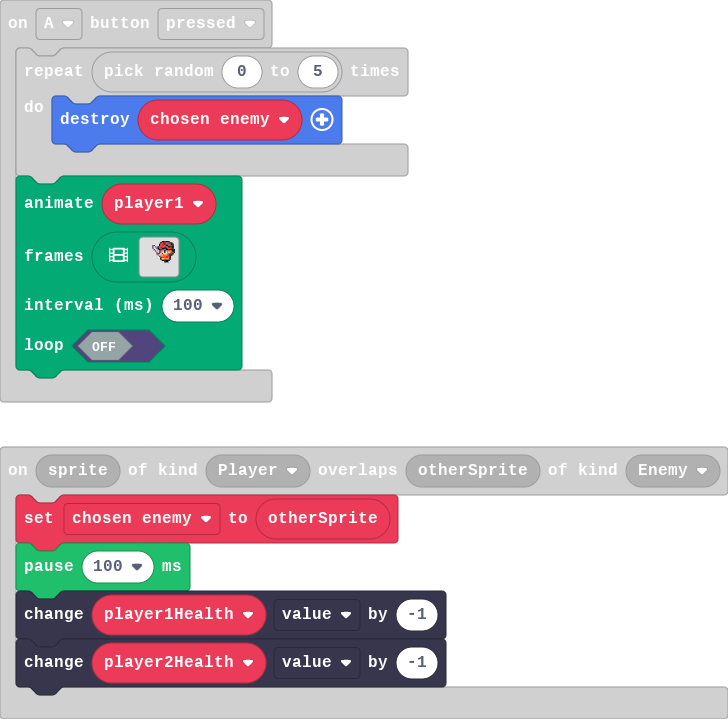 on A button pressed
repeat pick random 0 to 5 times
do
destroy chosen enemy
animate player1
frames
interval (ms) 100
loop OFF
on sprite of kind Player overlaps otherSprite of kind Enemy
set chosen enemy to otherSprite
pause 100 ms
change player1Health value by -1
change player2Health value by -1